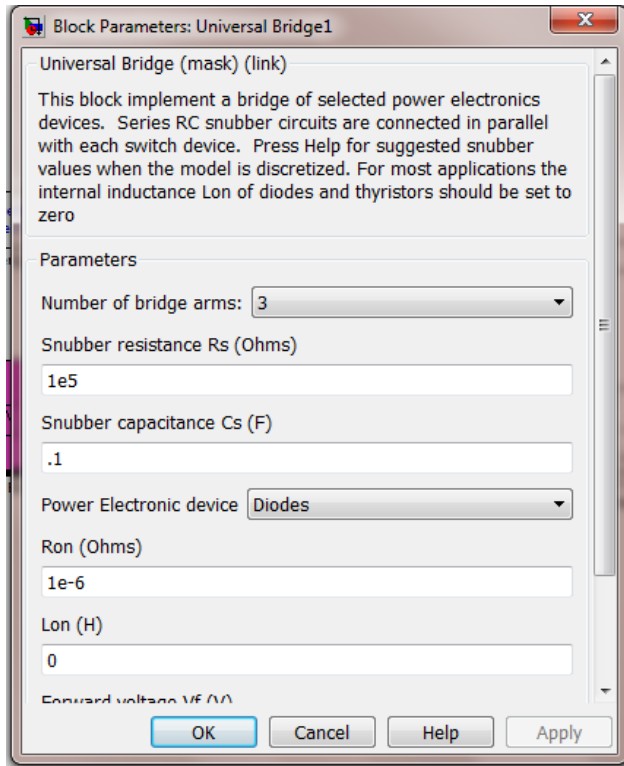 Block Parameters: Universal Bridge1
Universal Bridge (mask) (link)
This block implement a bridge of selected power electronics
devices.  Series RC snubber circuits are connected in parallel
with each switch device.  Press Help for suggested snubber
values when the model is discretized. For most applications the
internal inductance Lon of diodes and thyristors should be set to
zero
Parameters
Number of bridge arms: 3
Snubber resistance Rs (Ohms)
1e5
Snubber capacitance Cs (F)
.1
Power Electronic device Diodes
Ron (Ohms)
1e-6
Lon (H)
0
Forward voltage Vf (V)
OK Cancel Help Apply